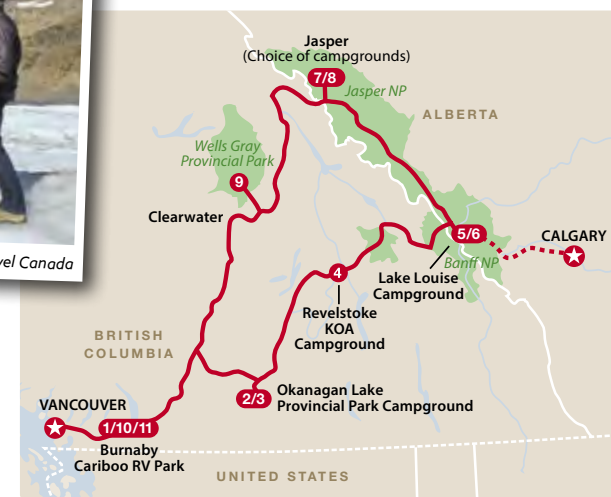 Jasper
(Choice of campgrounds)
7/8
Jasper NP
ALBERTA
Wells Gray
Provincial Park
9
Clearwater
5/6
CALGARY
Banff NP
Lake Louise
Campground
4
Revelstoke
KOA
Campground
vel Canada
BRITISH
COLUMBIA
2/3
Okanagan Lake
Provincial Park Campground
VANCOUVER
1/10/11
Burnaby
Cariboo RV Park
UNITED STATES